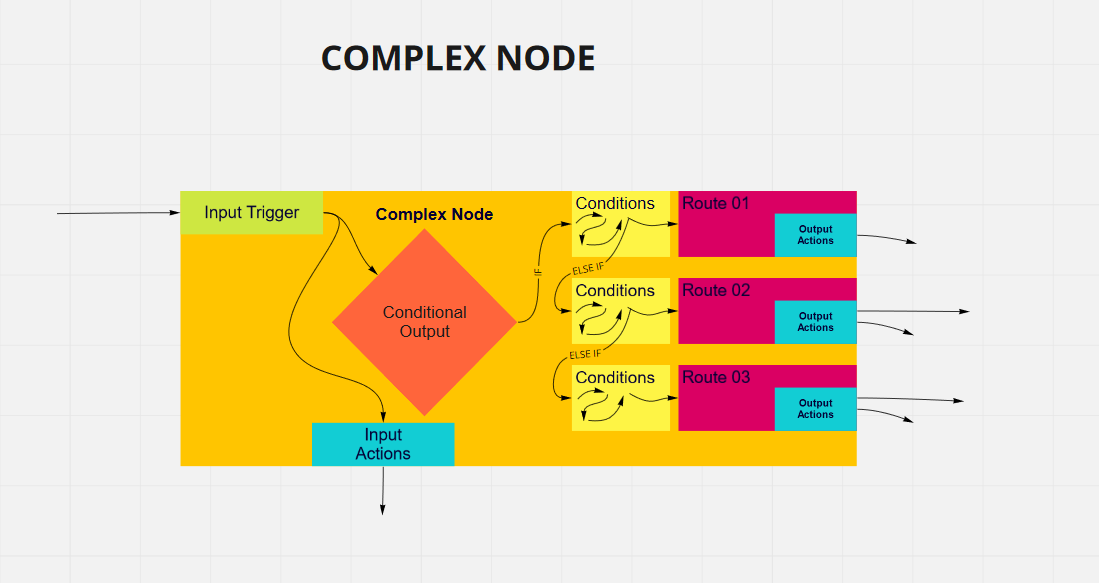 COMPLEX NODE
Input Trigger
Complex Node
Conditional
Output
Input
Actions
IF
Conditions
Route 01
Output
Actions
ELSE IF
Conditions
Route 02
Output
Actions
ELSE IF
Conditions
Route 03
Output
Actions